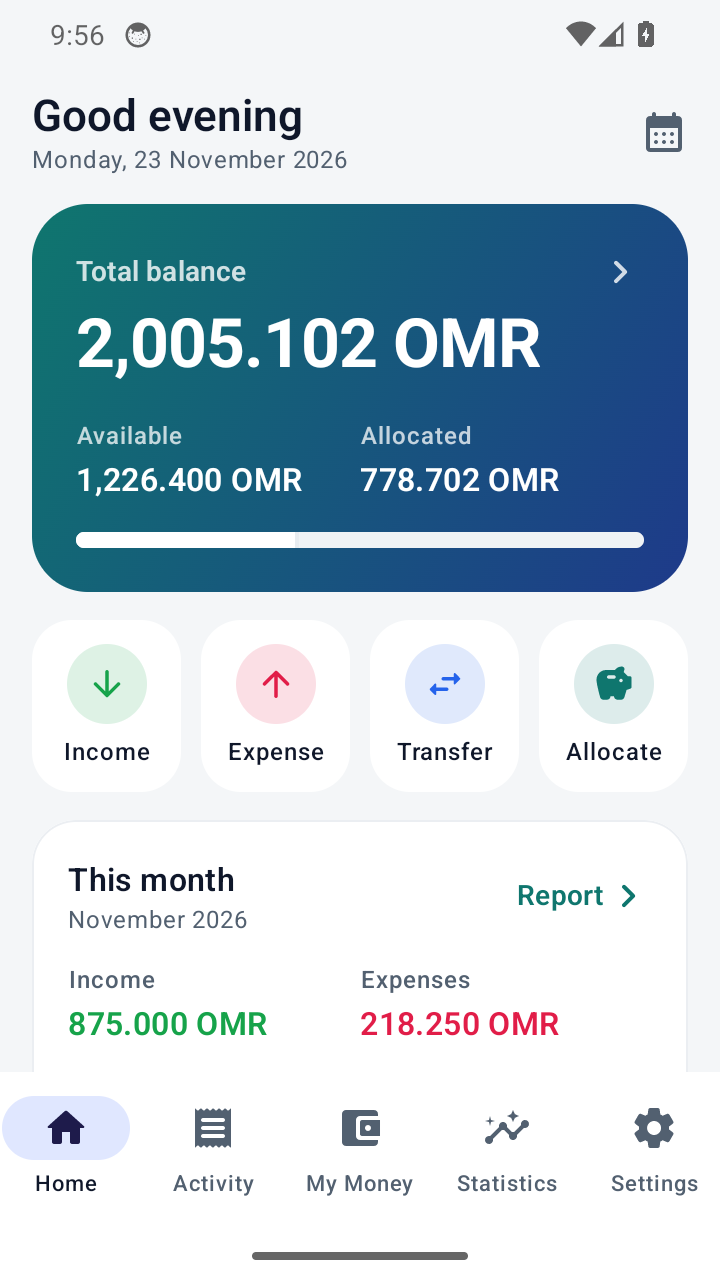 9:56
Good evening
Monday, 23 November 2026
Total balance
2,005.102 OMR
Available Allocated
1,226.400 OMR 778.702 OMR
Income Expense Transfer Allocate
This month
Report
November 2026
Income Expenses
875.000 OMR 218.250 OMR
Home Activity My Money Statistics Settings